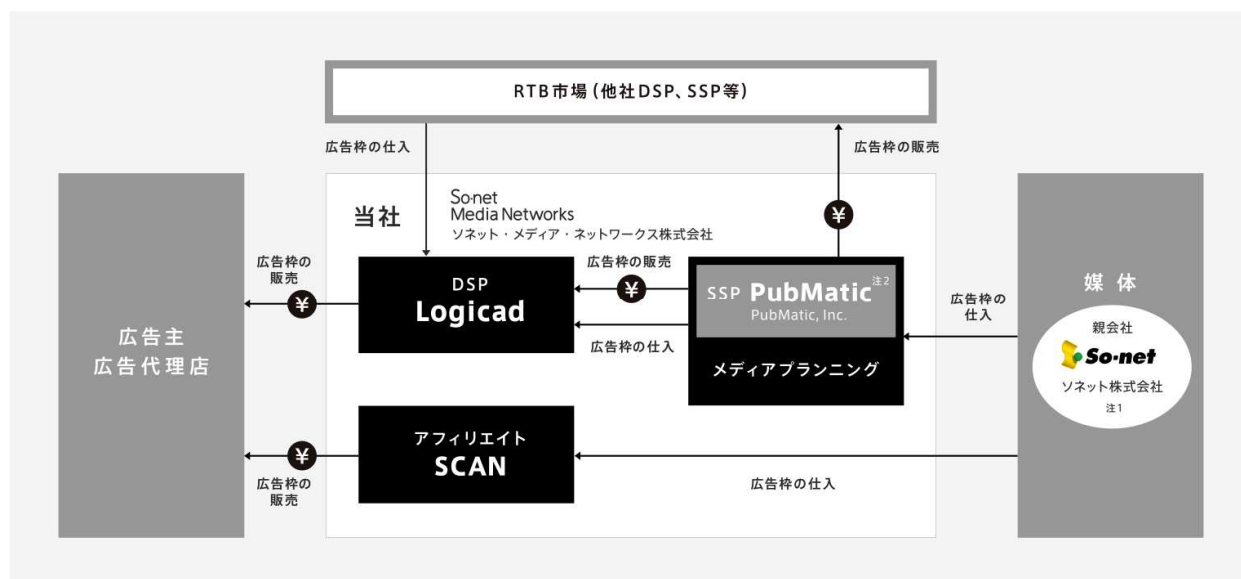 RTB市場(他社DSP、SSP等)
広告枠の仕入
広告枠の販売
当社
So-net
Media Networks
ソネット・メディア・ネットワークス株式会社
広告枠の
販売
¥
DSP
Logicad
広告枠の販売
¥
広告枠の仕入
¥
SSP PubMatic 注2
PubMatic, Inc.
メディアプランニング
広告枠の
仕入
媒 体
親会社
So-net
ソネット株式会社
注1
広告主
広告代理店
アフィリエイト
SCAN
¥
広告枠の
販売
広告枠の仕入